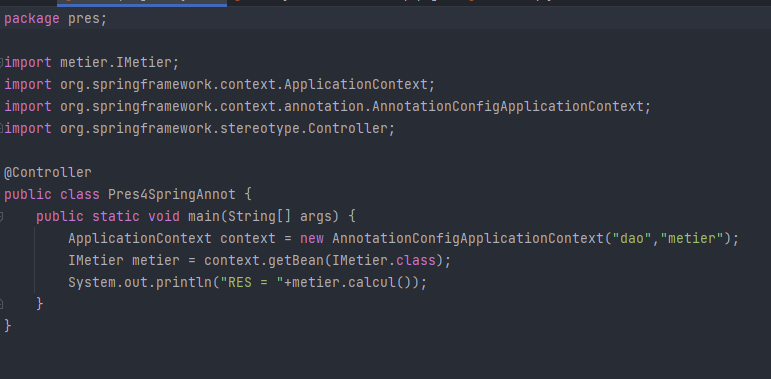 package pres;
import metier.IMetier;
import org.springframework.context.ApplicationContext;
import org.springframework.context.annotation.AnnotationConfigApplicationContext;
import org.springframework.stereotype.Controller;
@Controller
public class Pres4SpringAnnot {
public static void main(String[] args) {
ApplicationContext context = new AnnotationConfigApplicationContext("dao","metier");
IMetier metier = context.getBean(IMetier.class);
System.out.println("RES = "+metier.calcul());
}
}